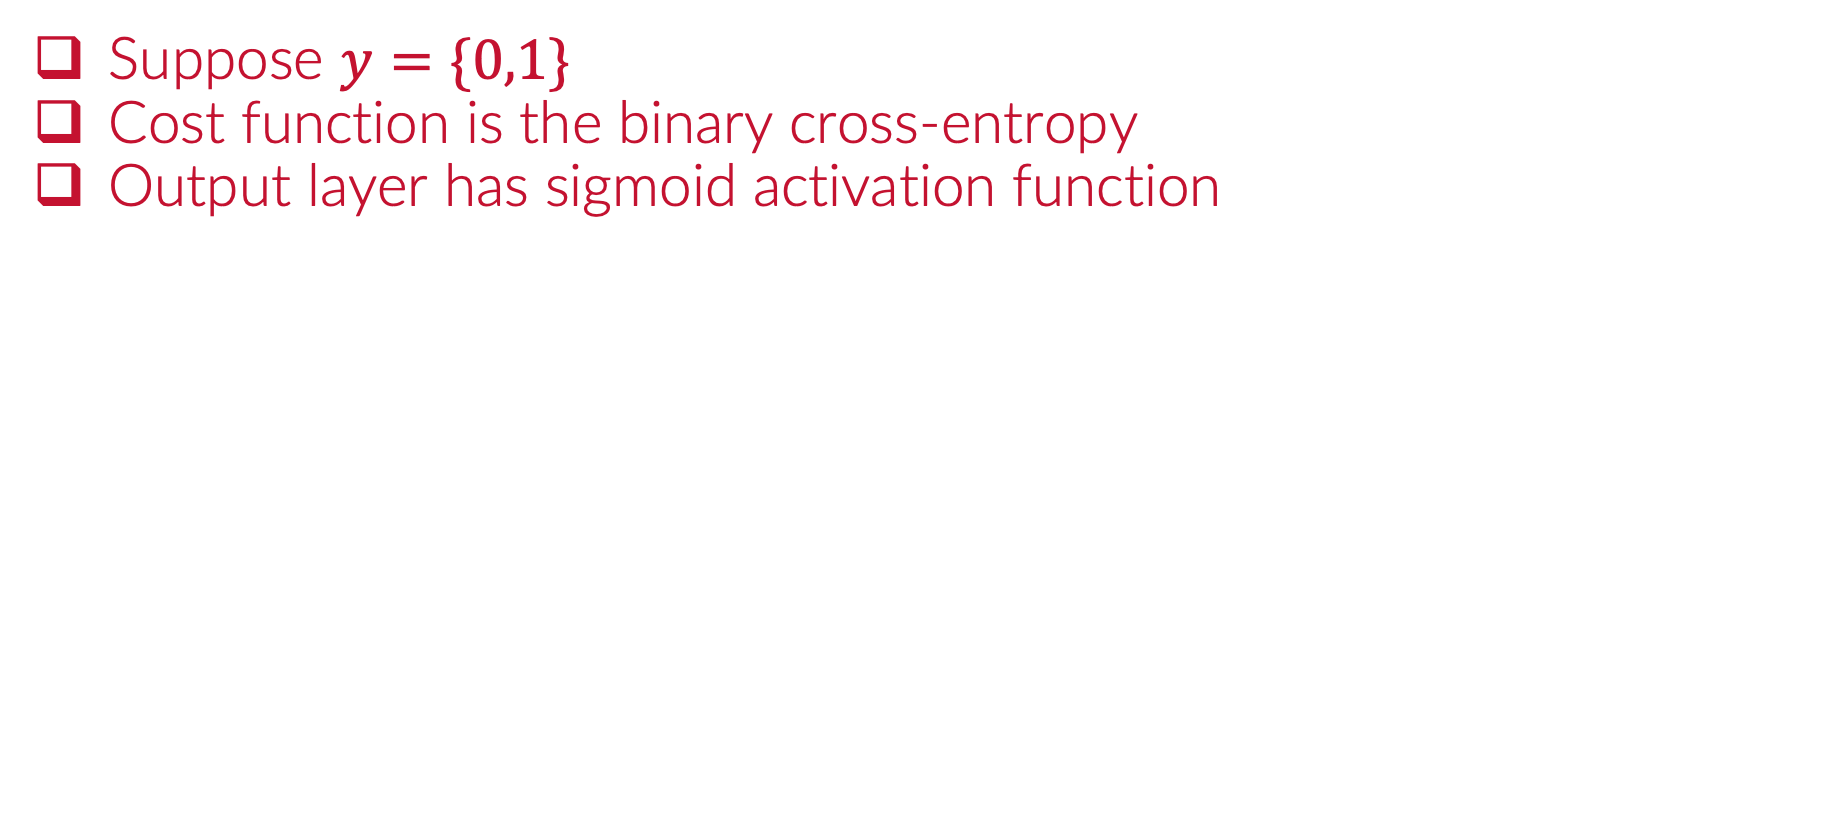 ❑ Suppose y = {0,1}
❑ Cost function is the binary cross-entropy
❑ Output layer has sigmoid activation function